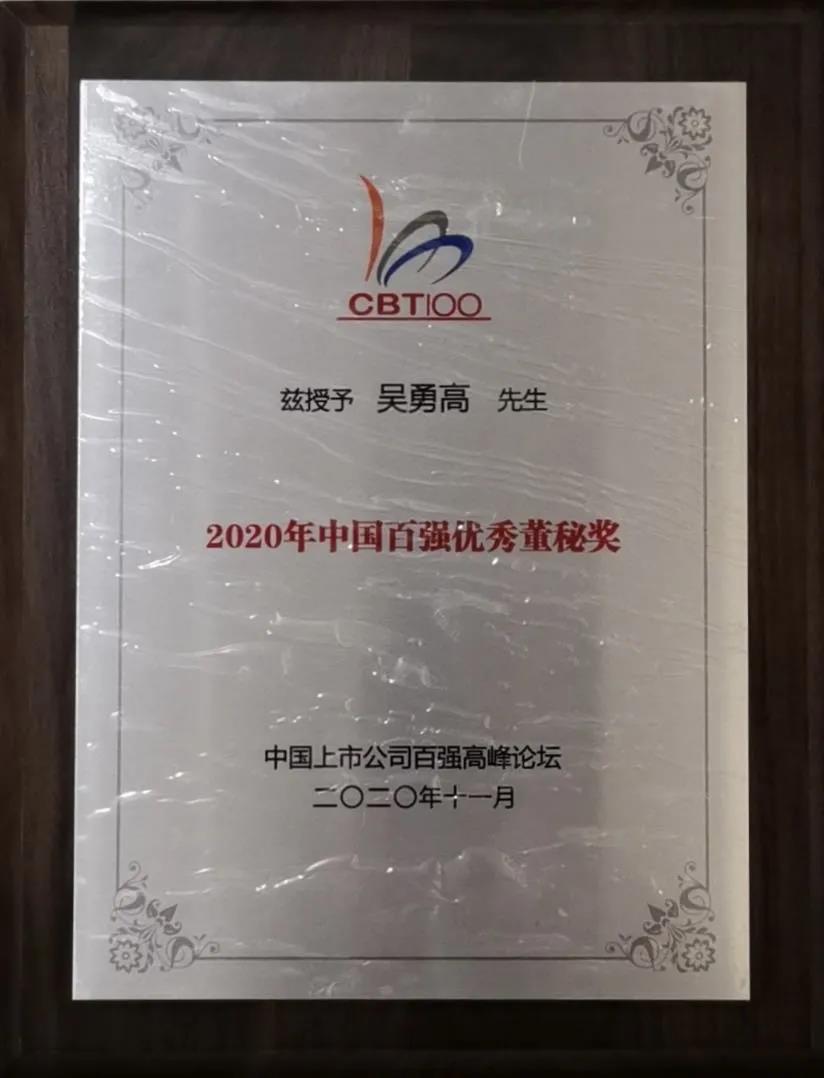 CBT100
兹授予 吴勇高 先生
2020年中国百强优秀董秘奖
中国上市公司百强高峰论坛
二〇二〇年十一月